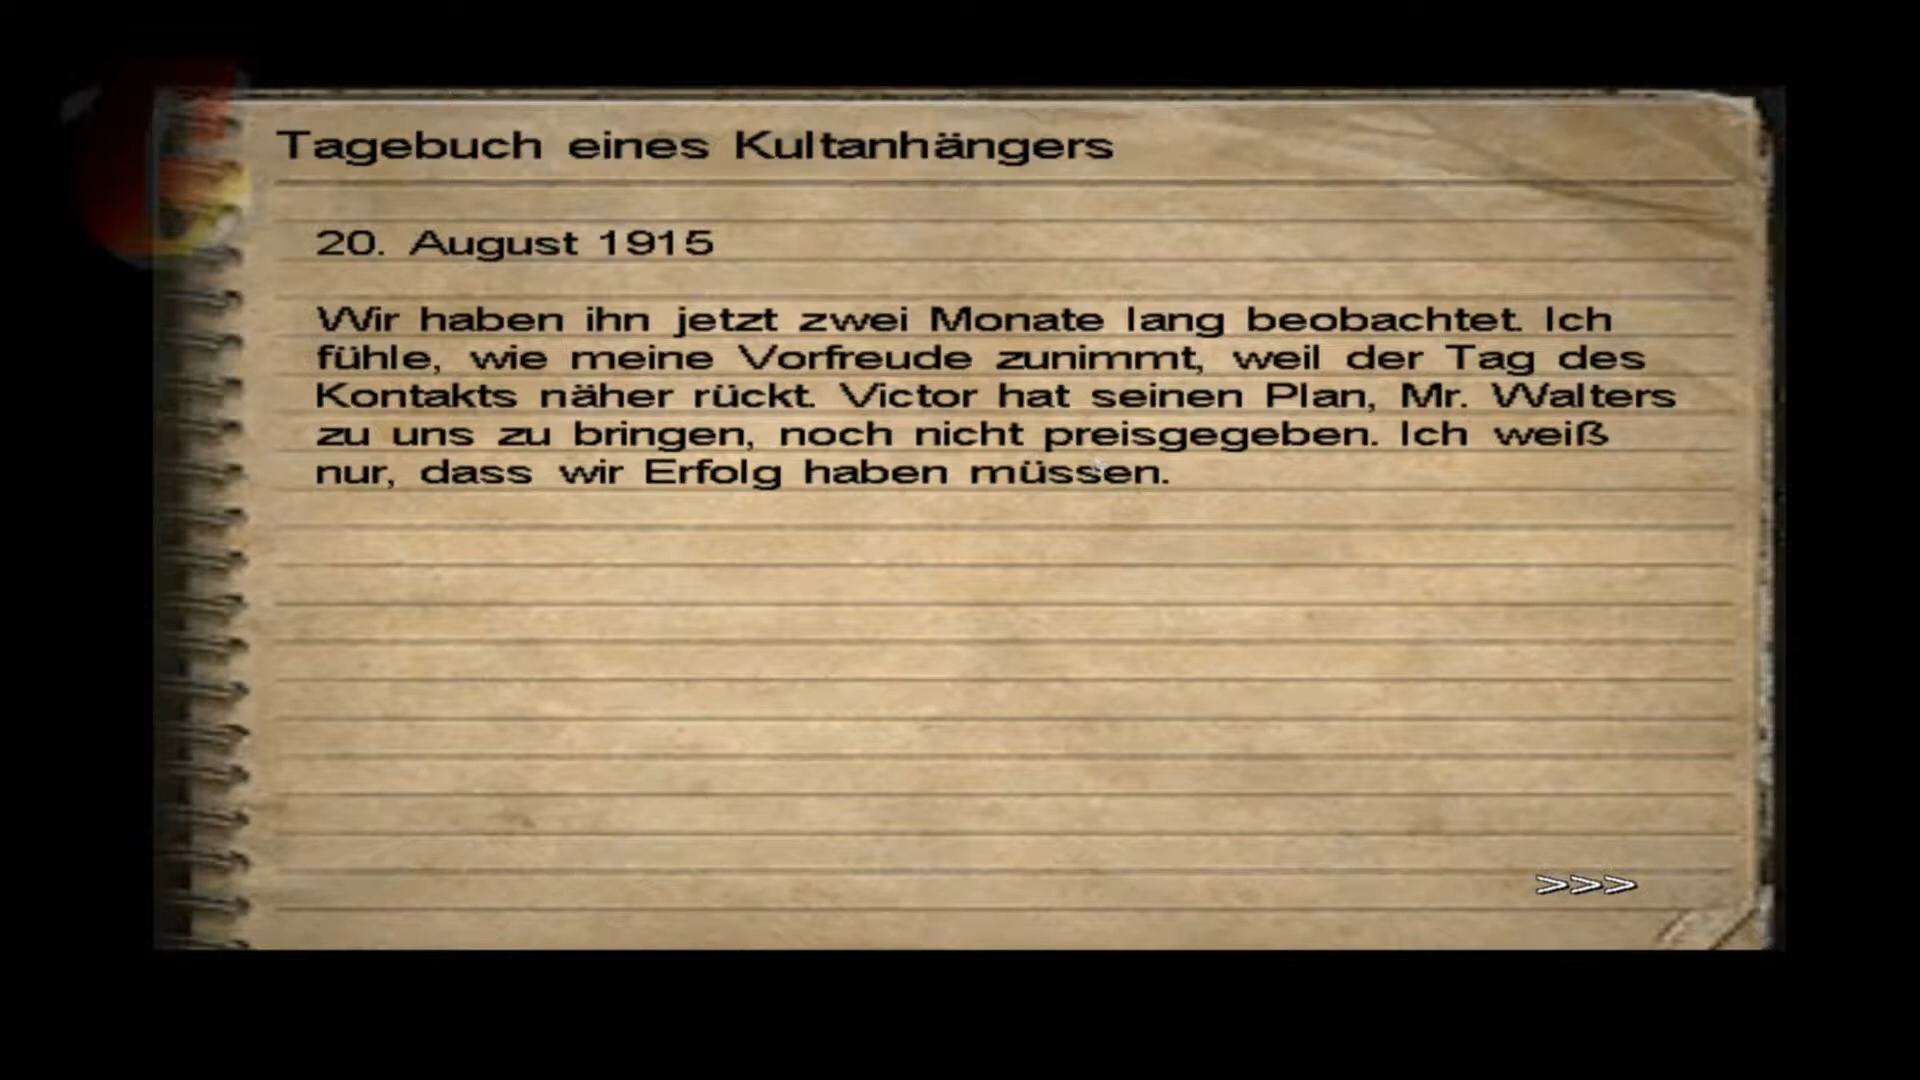 Tagebuch eines Kultanhängers
20. August 1915
Wir haben ihn jetzt zwei Monate lang beobachtet. Ich
fühle, wie meine Vorfreude zunimmt, weil der Tag des
Kontakts näher rückt. Victor hat seinen Plan, Mr. Walters
zu uns zu bringen, noch nicht preisgegeben. Ich weiß
nur, dass wir Erfolg haben müssen.
>>>